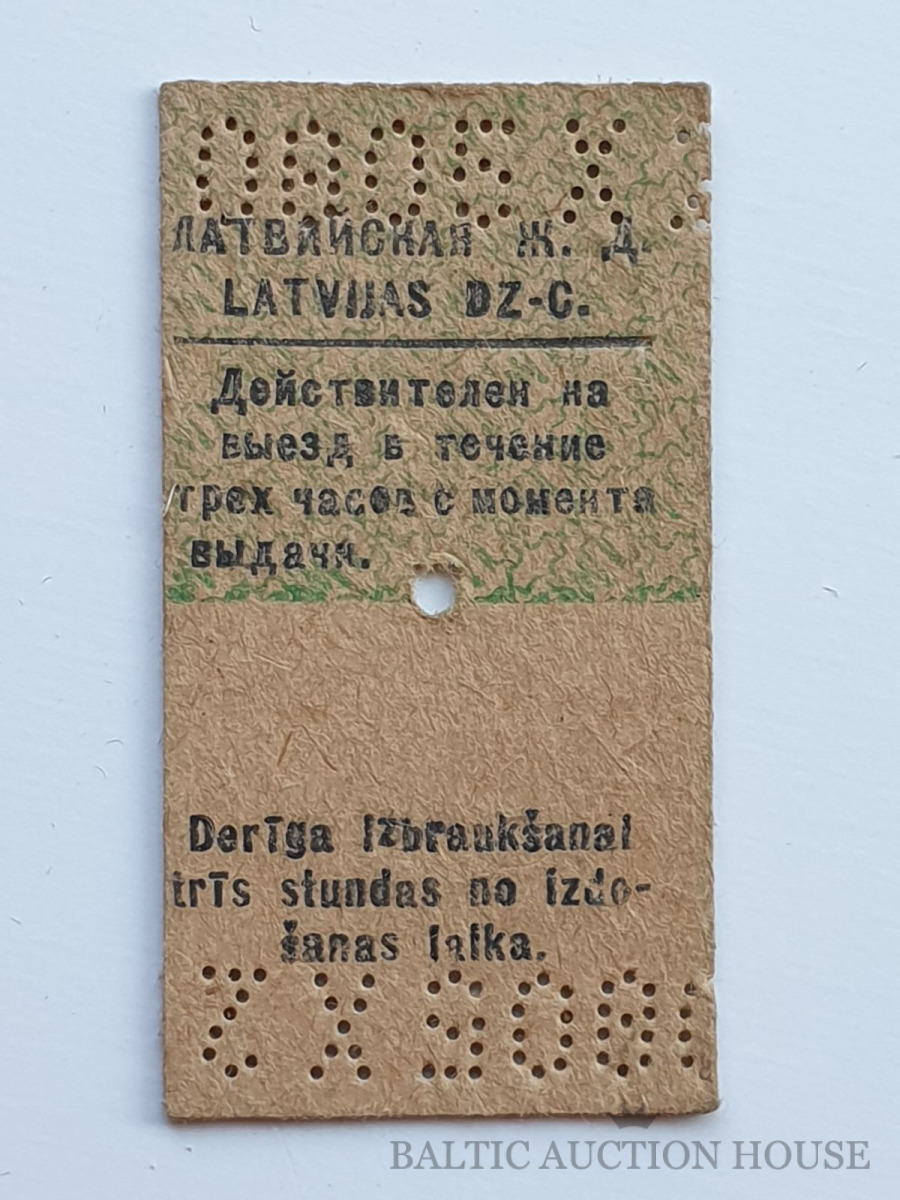 ЛАТВИЙСКАЯ Ж. Д.
LATVIJAS DZ-C.
Действителен на
выезд в течение
трех часов с момента
выдачи.
Derīga izbraukšanai
trīs stundas no izdo-
šanas laika.
BALTIC AUCTION HOUSE